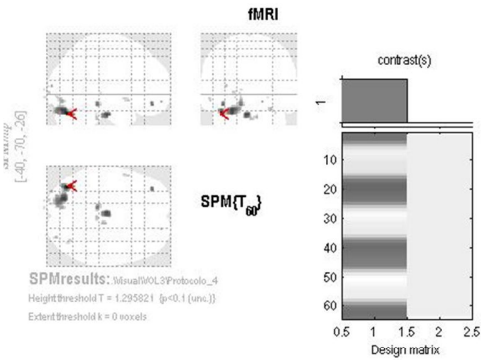 fMRI
contrast(s)
1
[-40, -70, -26]
SPM{T60}
10
20
30
40
50
60
0.5 1 1.5 2 2.5
Design matrix
SPMresults: .\Visual\VOL3\Protocolo_4
Height threshold T = 1.295821 {p<0.1 (unc.)}
Extent threshold k = 0 voxels